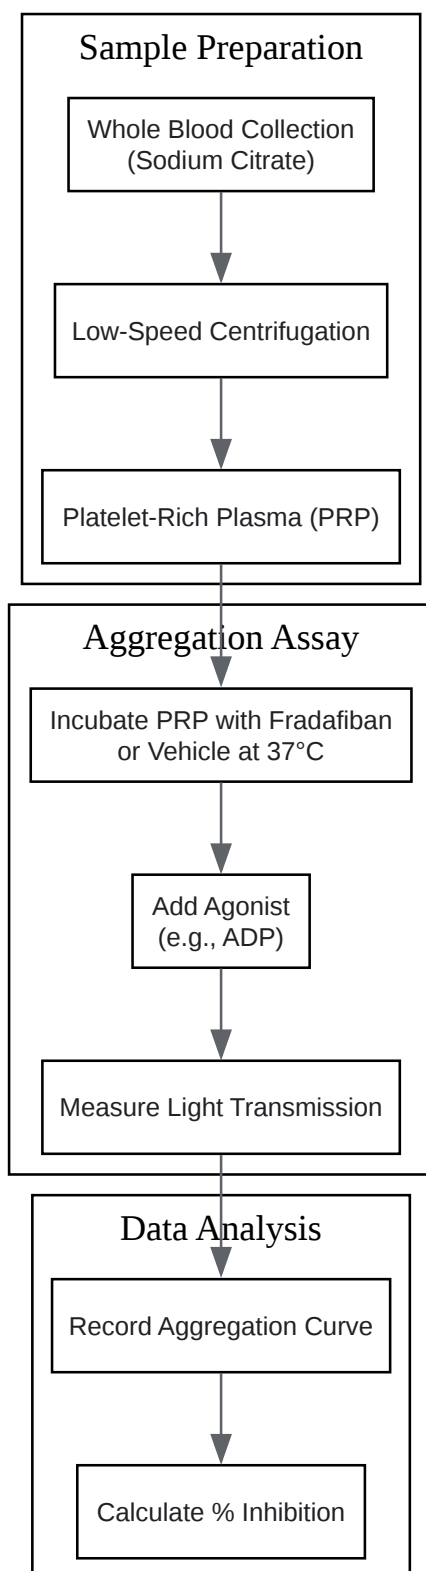 Sample Preparation
Whole Blood Collection
(Sodium Citrate)
Low-Speed Centrifugation
Platelet-Rich Plasma (PRP)
Aggregation Assay
Incubate PRP with Fradafiban
or Vehicle at 37°C
Add Agonist
(e.g., ADP)
Measure Light Transmission
Data Analysis
Record Aggregation Curve
Calculate % Inhibition